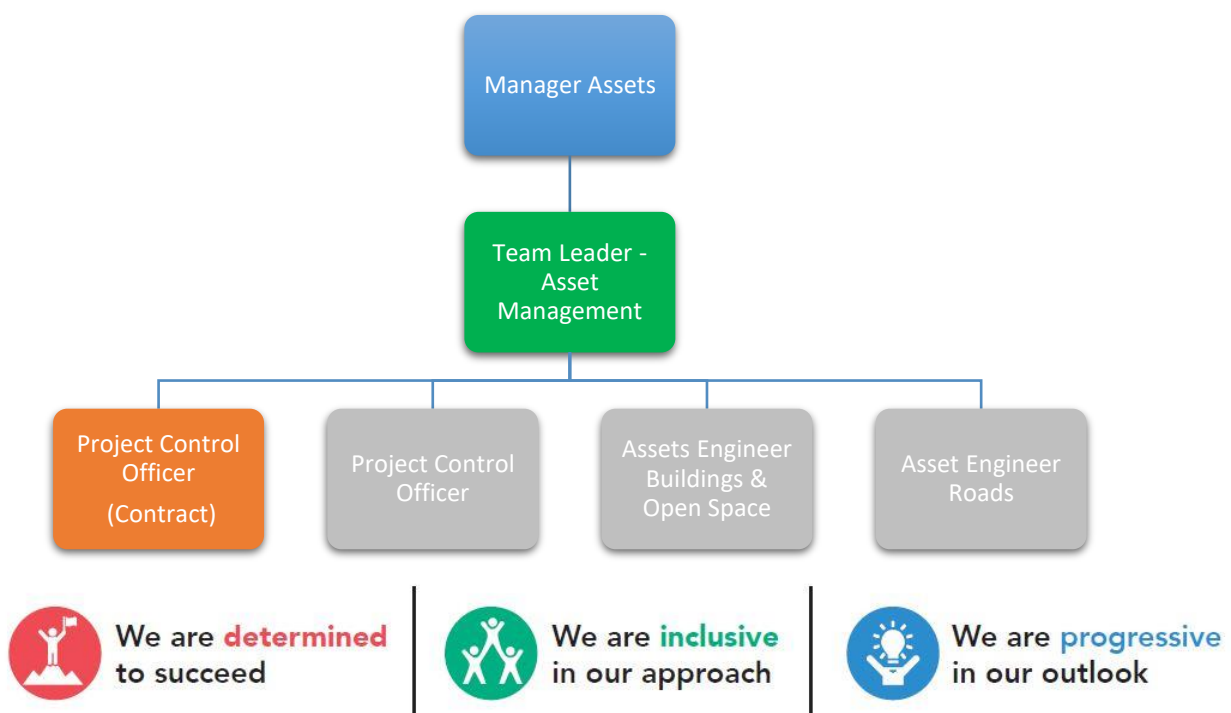 Manager Assets
Team Leader -
Asset
Management
Project Control
Officer
(Contract)
Project Control
Officer
Assets Engineer
Buildings &
Open Space
Asset Engineer
Roads
We are determined
to succeed
We are inclusive
in our approach
We are progressive
in our outlook